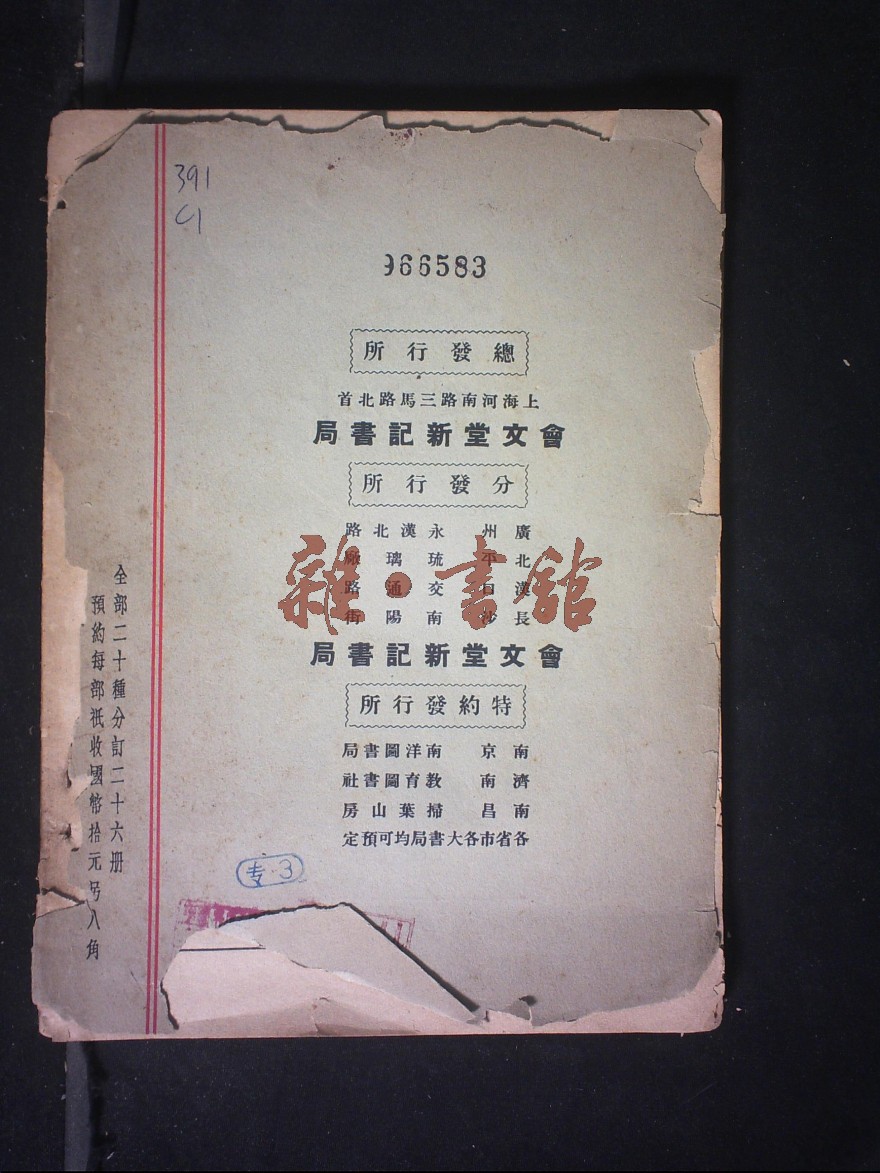 391
C1
966583
總發行所
上海河南路三馬路北首
會文堂新記書局
分發行所
廣州 永漢北路
北平 琉璃廠
漢口 交通路
長沙 南陽街
雜·書館
會文堂新記書局
特約發行所
南京 南洋圖書局
濟南 教育圖書社
南昌 掃葉山房
各省市各大書局均可預定
全部二十種分訂二十六册
預約每部祇收國幣拾元另八角
专·3